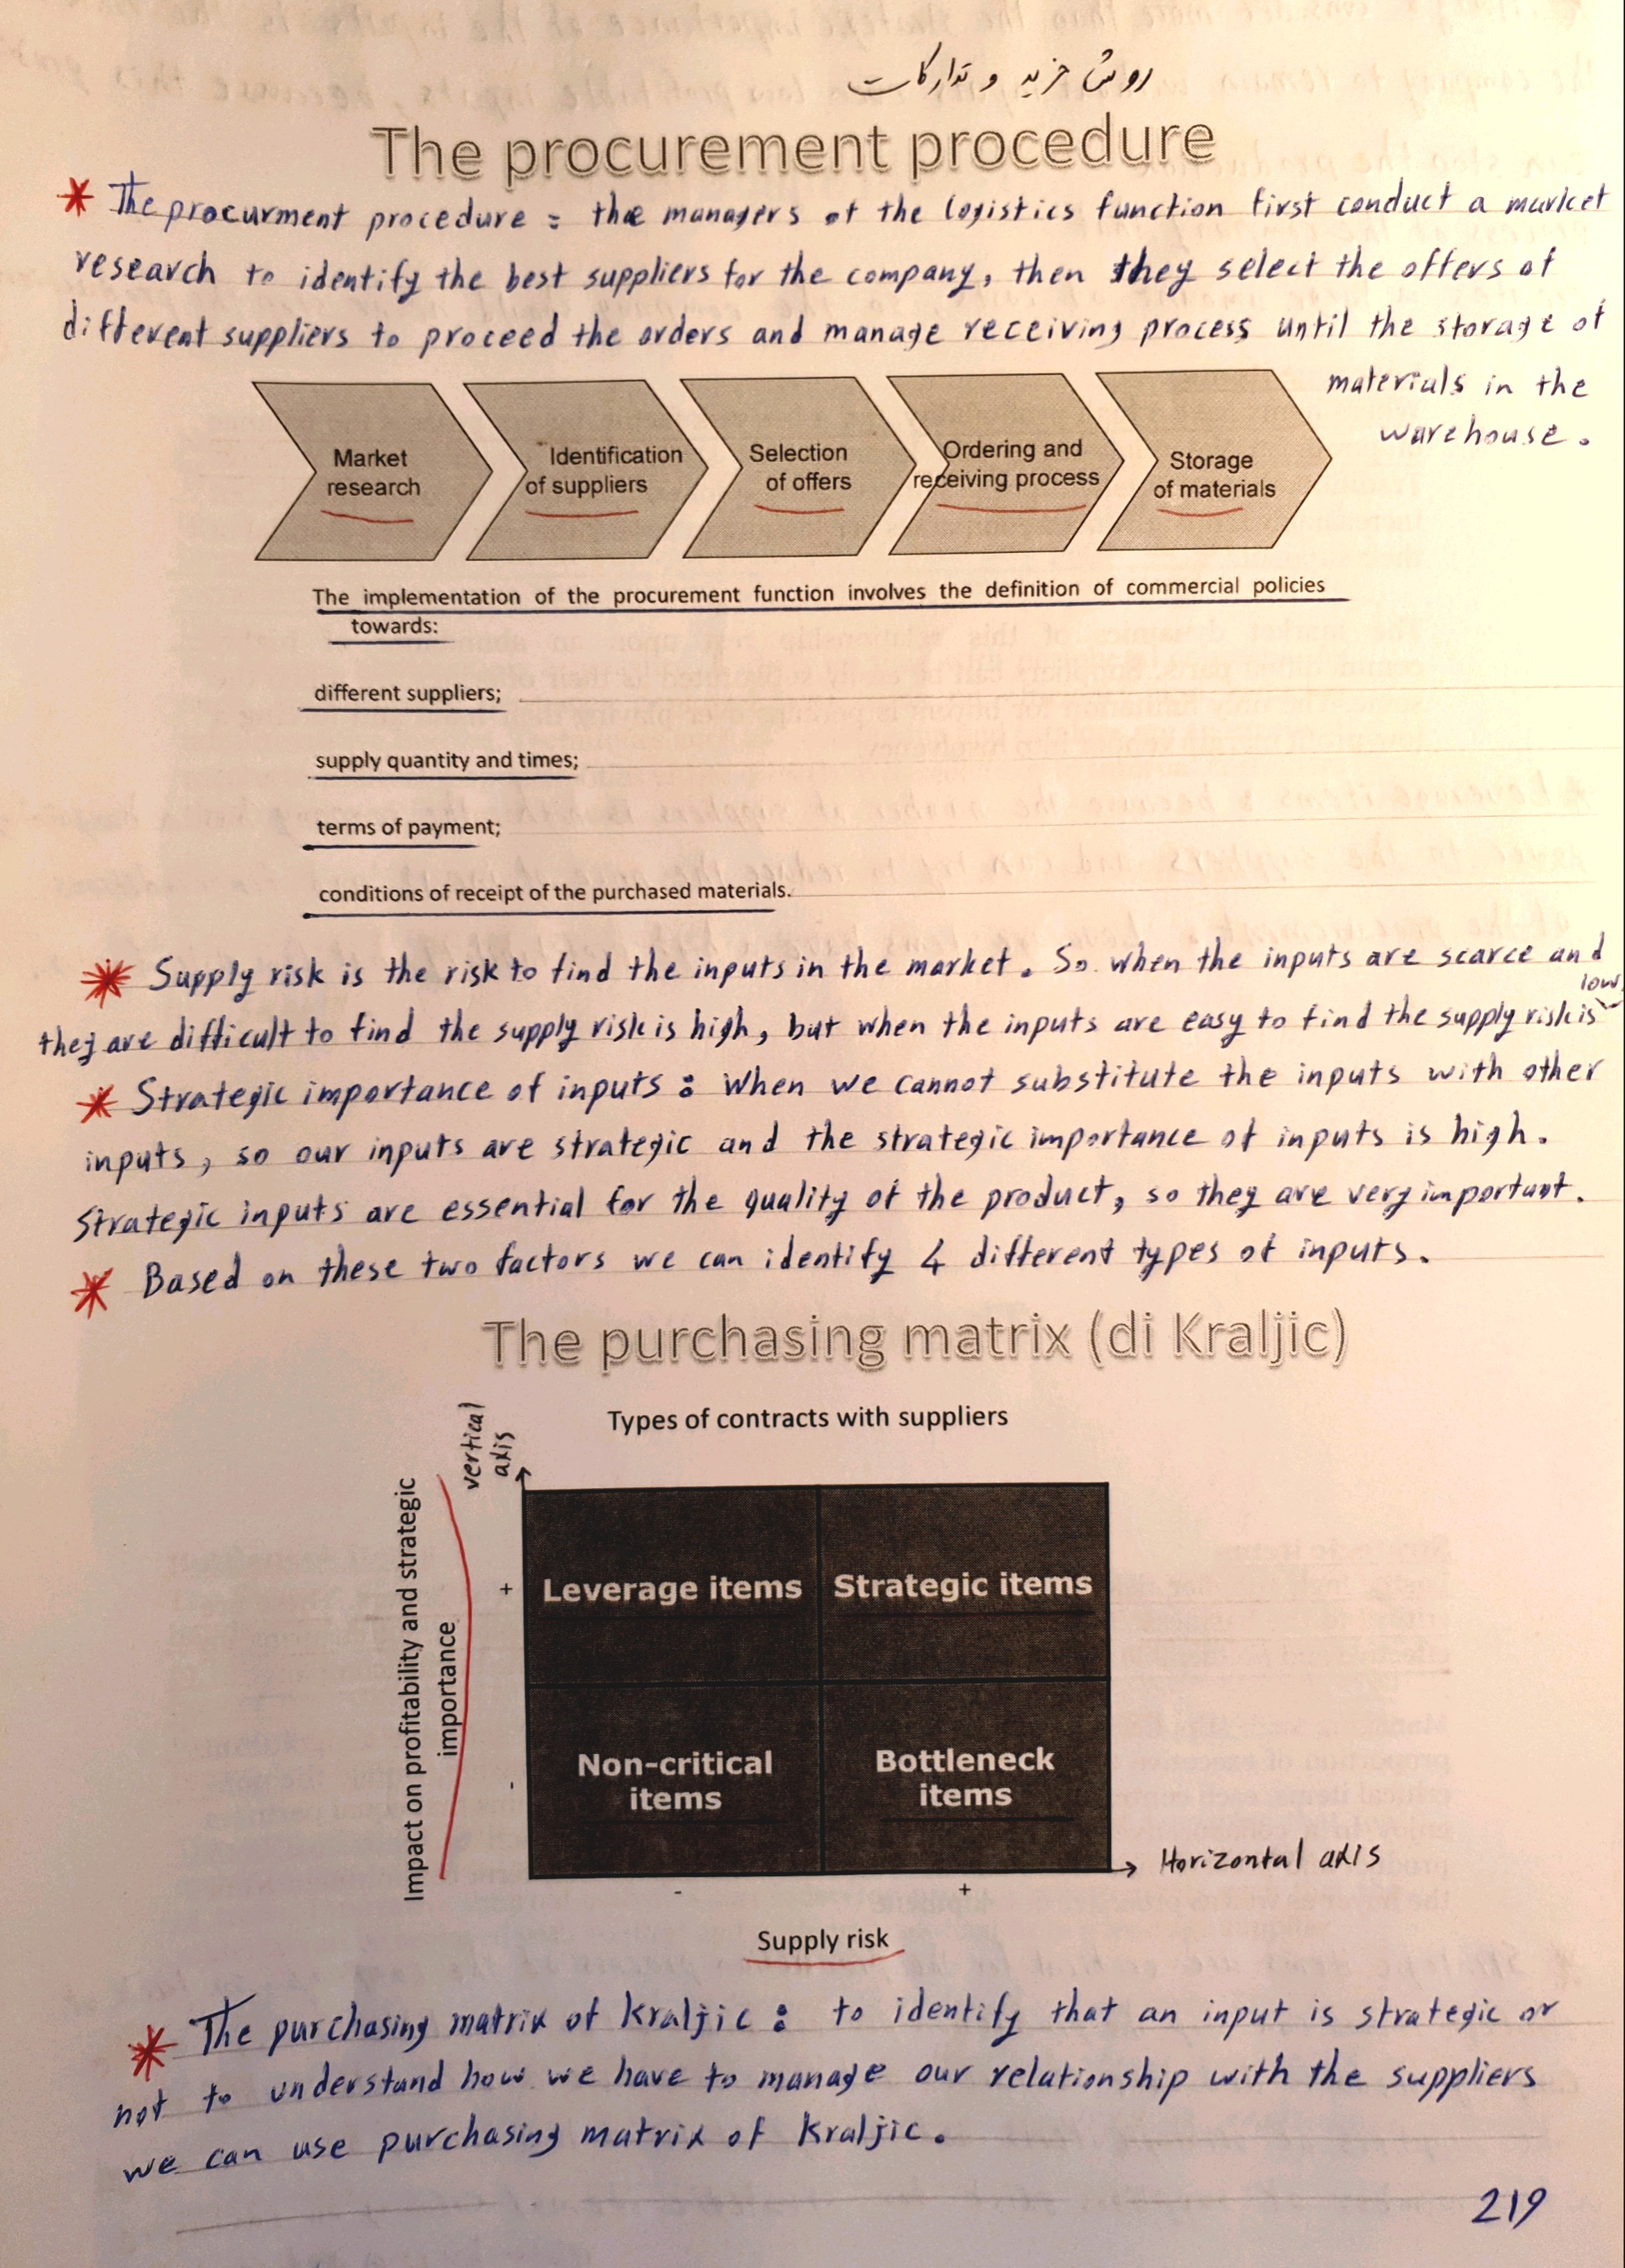 روش خرید و تدارکات
The procurement procedure
* The procurment procedure = the managers of the logistics function first conduct a market
research to identify the best suppliers for the company, then they select the offers of
different suppliers to proceed the orders and manage receiving process until the storage of
materials in the
warehouse.
Market
research
Identification
of suppliers
Selection
of offers
Ordering and
receiving process
Storage
of materials
The implementation of the procurement function involves the definition of commercial policies
towards:
different suppliers;
supply quantity and times;
terms of payment;
conditions of receipt of the purchased materials.
* Supply risk is the risk to find the inputs in the market. So when the inputs are scarce and
they are difficult to find the supply risk is high, but when the inputs are easy to find the supply risk is low
* Strategic importance of inputs : When we cannot substitute the inputs with other
inputs, so our inputs are strategic and the strategic importance of inputs is high.
Strategic inputs are essential for the quality of the product, so they are very important.
* Based on these two factors we can identify 4 different types of inputs.
The purchasing matrix (di Kraljic)
Types of contracts with suppliers
vertical
axis
Impact on profitability and strategic
importance
+
Leverage items
Strategic items
-
Non-critical
items
Bottleneck
items
Horizontal axis
-
+
Supply risk
* The purchasing matrix of Kraljic : to identify that an input is strategic or
not to understand how we have to manage our relationship with the suppliers
we can use purchasing matrix of Kraljic.
219